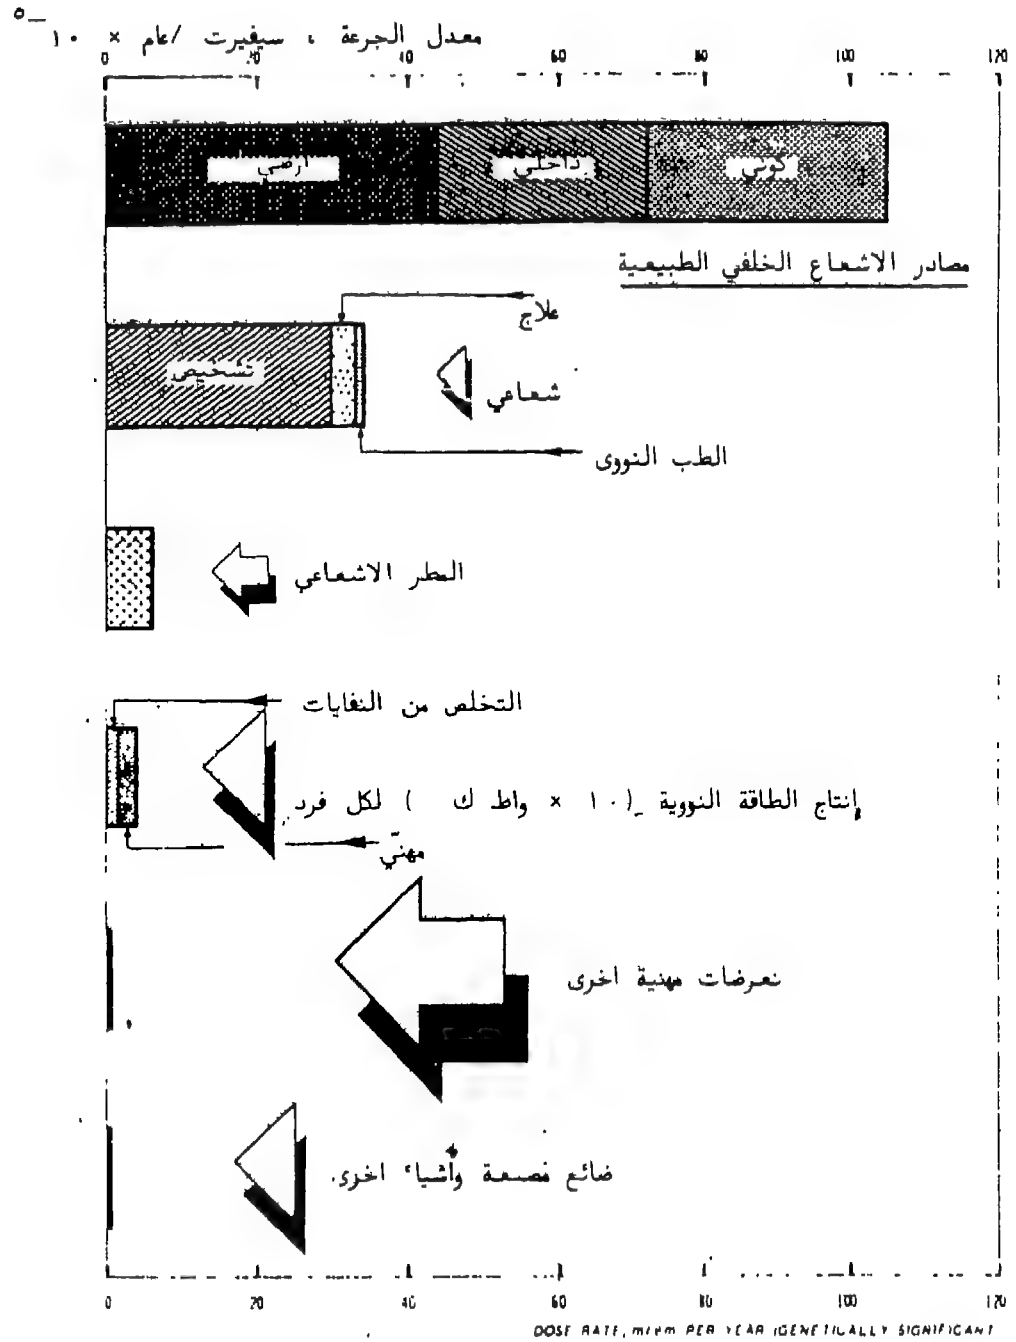 معدل الجرعة ، سيفيرت /عام × ١٠ −٥
0 20 40 60 80 100 120
أرضي داخلي كوني
مصادر الاشعاع الخلفي الطبيعية
علاج
تشخيص
شعاعي
الطب النووى
المطر الاشعاعي
التخلص من النفايات
إنتاج الطاقة النووية (١٠ × واط ك ) لكل فرد
مهنيّ
تعرضات مهنية اخرى
وأشياء اخرى.
0 20 40 60 80 100 120
DOSE RATE, mrem PER YEAR (GENETICALLY SIGNIFICANT